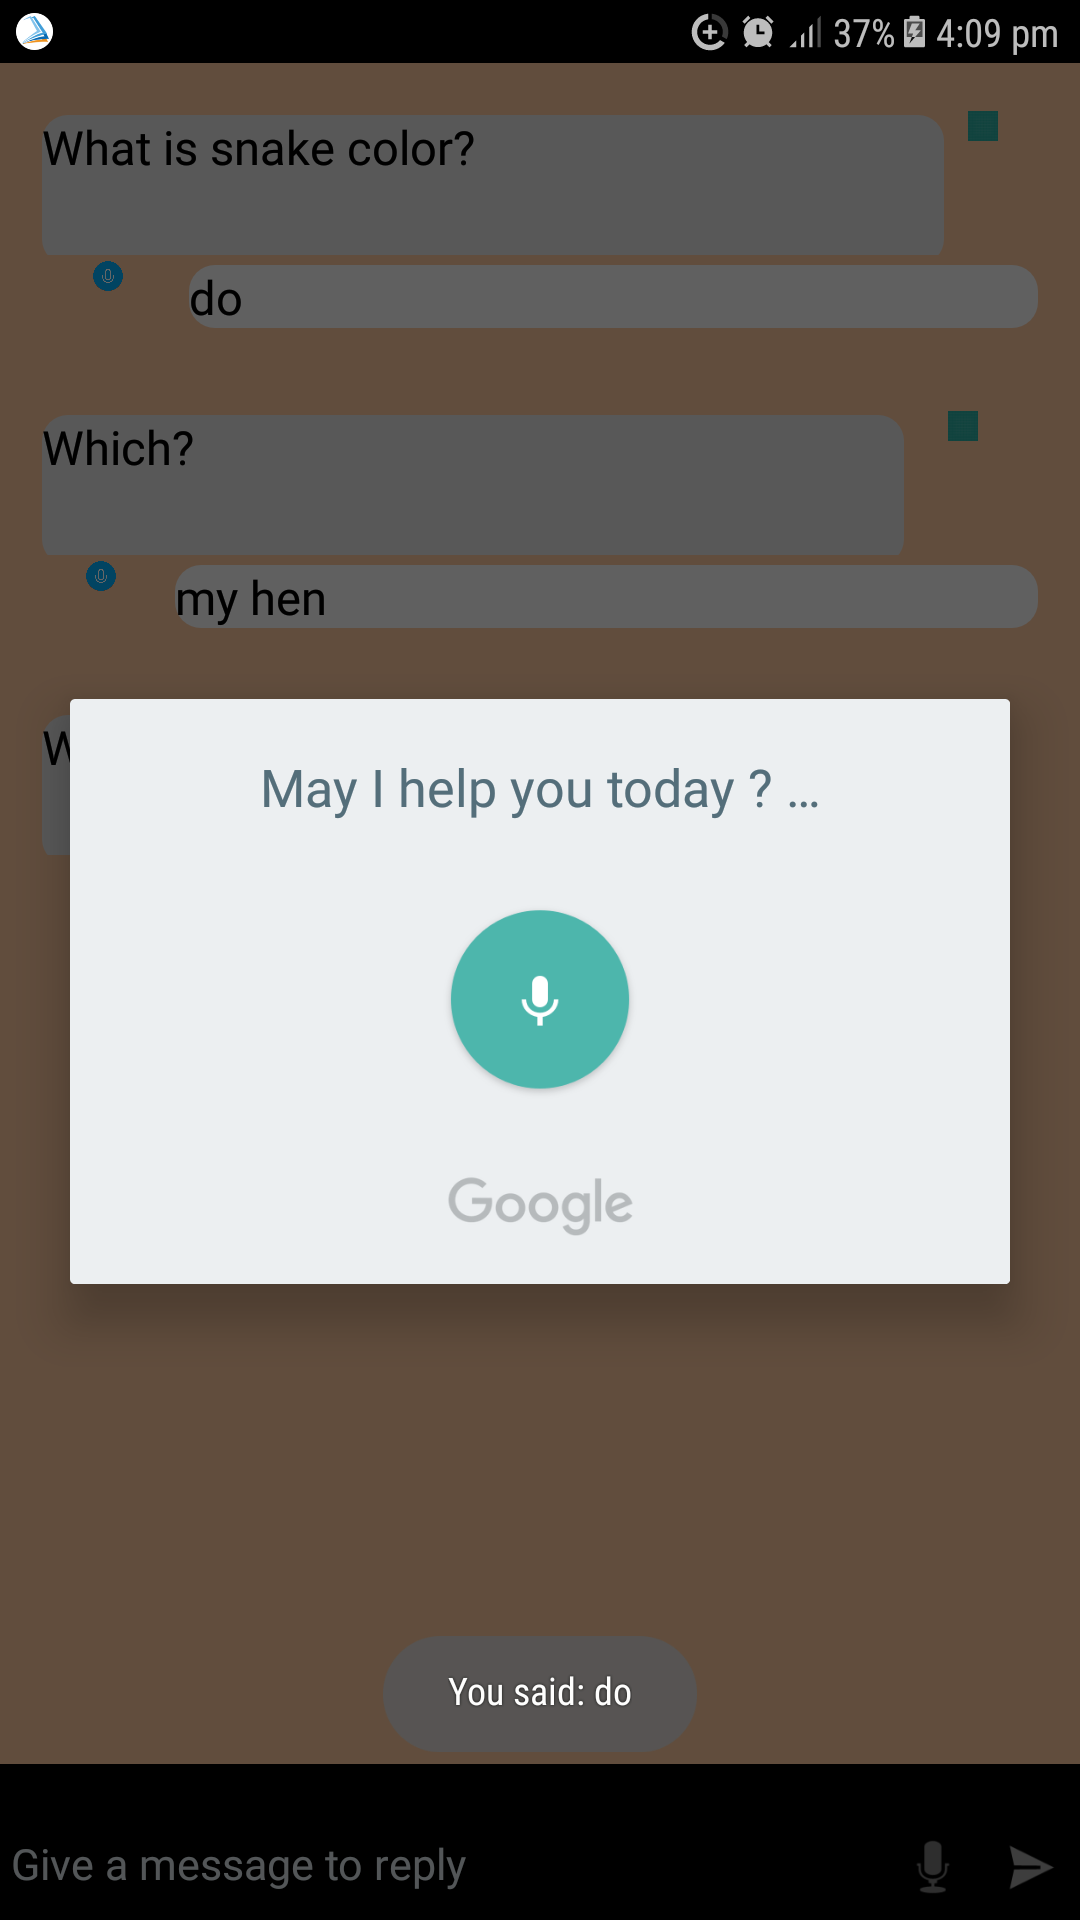 37% 4:09 pm
What is snake color?
do
Which?
my hen
May I help you today ? ...
Google
You said: do
Give a message to reply